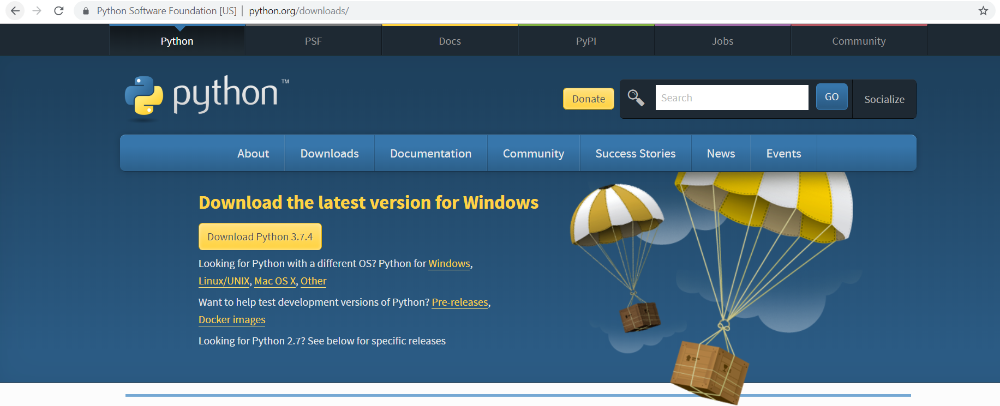 Python Software Foundation [US] | python.org/downloads/
Python PSF Docs PyPI Jobs Community
python™
Donate Search GO Socialize
About Downloads Documentation Community Success Stories News Events
Download the latest version for Windows
Download Python 3.7.4
Looking for Python with a different OS? Python for Windows,
Linux/UNIX, Mac OS X, Other
Want to help test development versions of Python? Pre-releases,
Docker images
Looking for Python 2.7? See below for specific releases